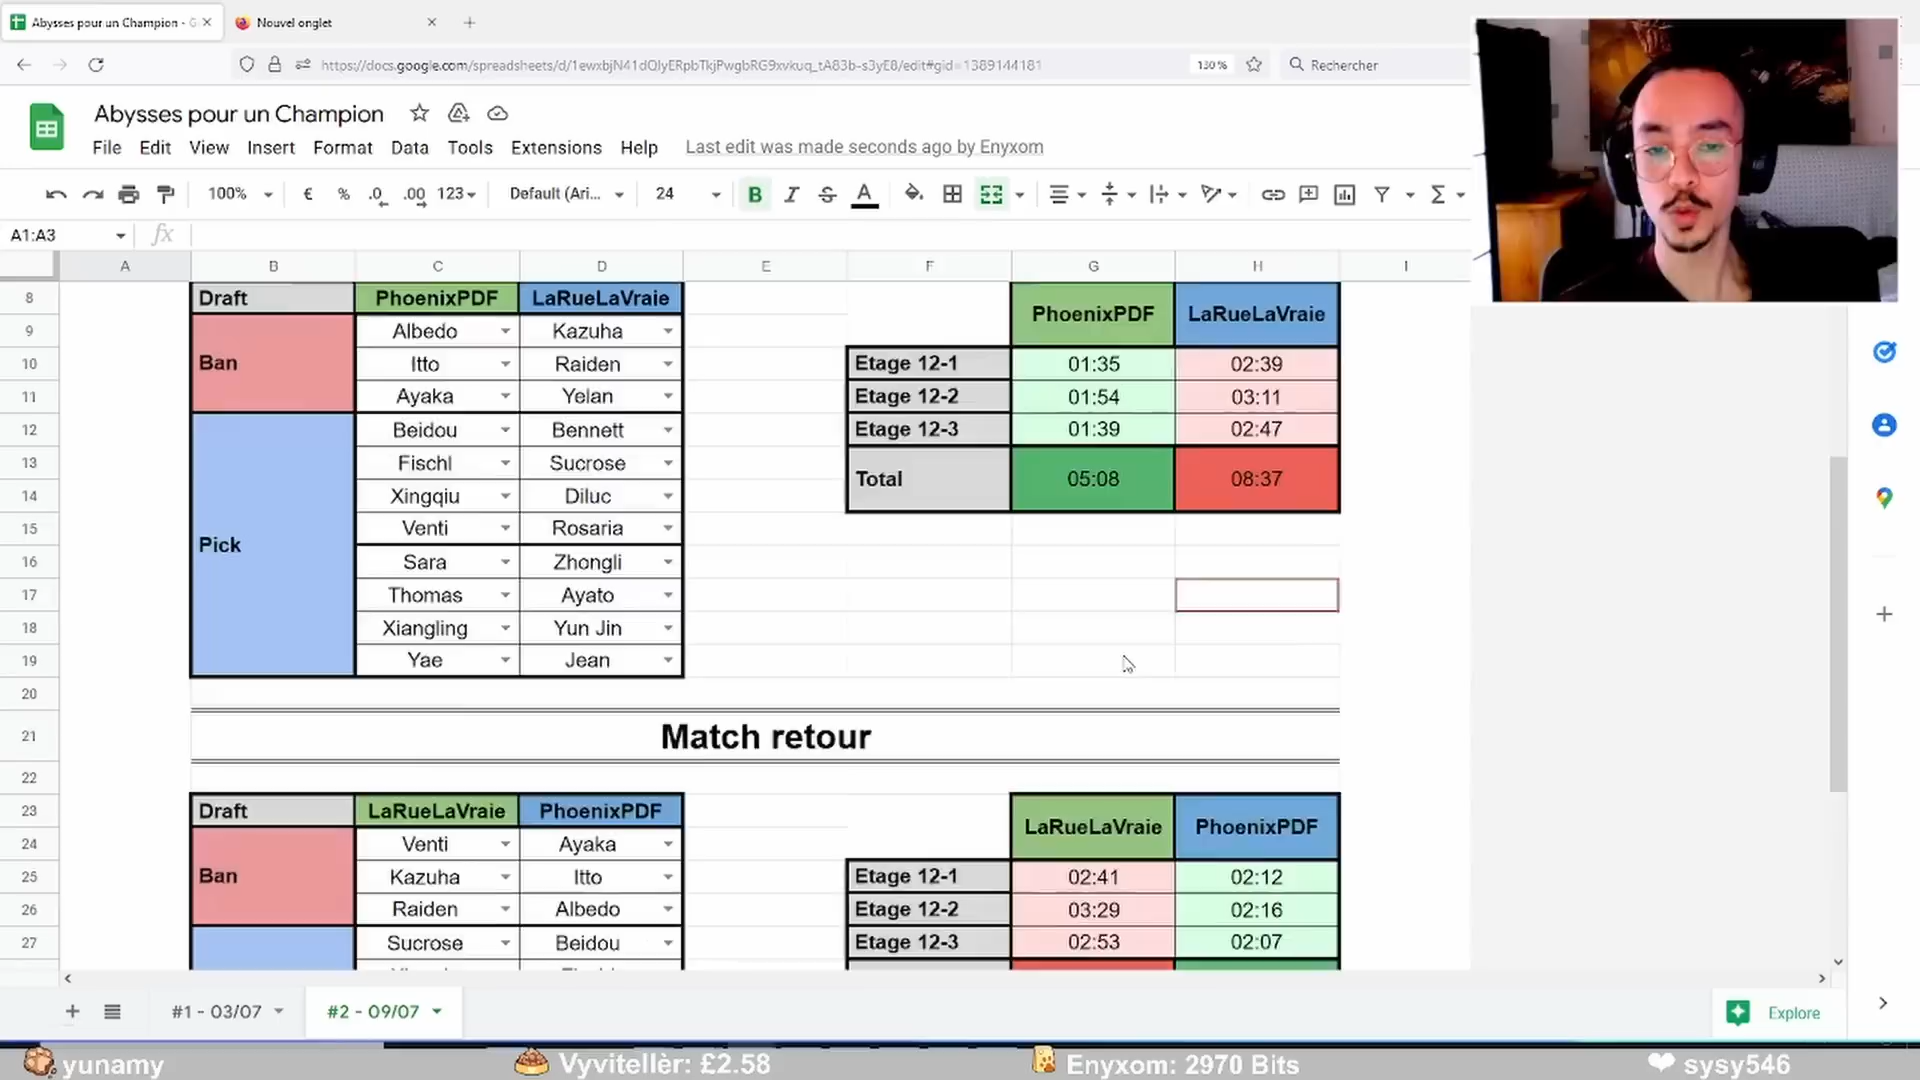 Abysses pour un Champion - G
Nouvel onglet
https://docs.google.com/spreadsheets/d/1ewxbjN41dQlyERpbTkjPwgbRG9xvkuq_tA83b-s3yE8/edit#gid=1389144181
130 %
Rechercher
Abysses pour un Champion
File Edit View Insert Format Data Tools Extensions Help
Last edit was made seconds ago by Enyxom
100% € % .0 .00 123 Default (Ari... 24 B I S A Σ
A1:A3 fx
A B C D E F G H I
8 Draft PhoenixPDF LaRueLaVraie PhoenixPDF LaRueLaVraie
9 Ban Albedo Kazuha
10 Itto Raiden Etage 12-1 01:35 02:39
11 Ayaka Yelan Etage 12-2 01:54 03:11
12 Pick Beidou Bennett Etage 12-3 01:39 02:47
13 Fischl Sucrose Total 05:08 08:37
14 Xingqiu Diluc
15 Venti Rosaria
16 Sara Zhongli
17 Thomas Ayato
18 Xiangling Yun Jin
19 Yae Jean
20
21 Match retour
22
23 Draft LaRueLaVraie PhoenixPDF LaRueLaVraie PhoenixPDF
24 Ban Venti Ayaka
25 Kazuha Itto Etage 12-1 02:41 02:12
26 Raiden Albedo Etage 12-2 03:29 02:16
27 Sucrose Beidou Etage 12-3 02:53 02:07
#1 - 03/07 #2 - 09/07 Explore
yunamy Vyvitellèr: £2.58 Enyxom: 2970 Bits sysy546